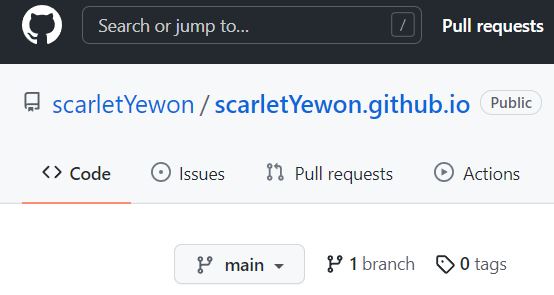 Search or jump to... / Pull requests
scarletYewon / scarletYewon.github.io Public
Code Issues Pull requests Actions
main 1 branch 0 tags